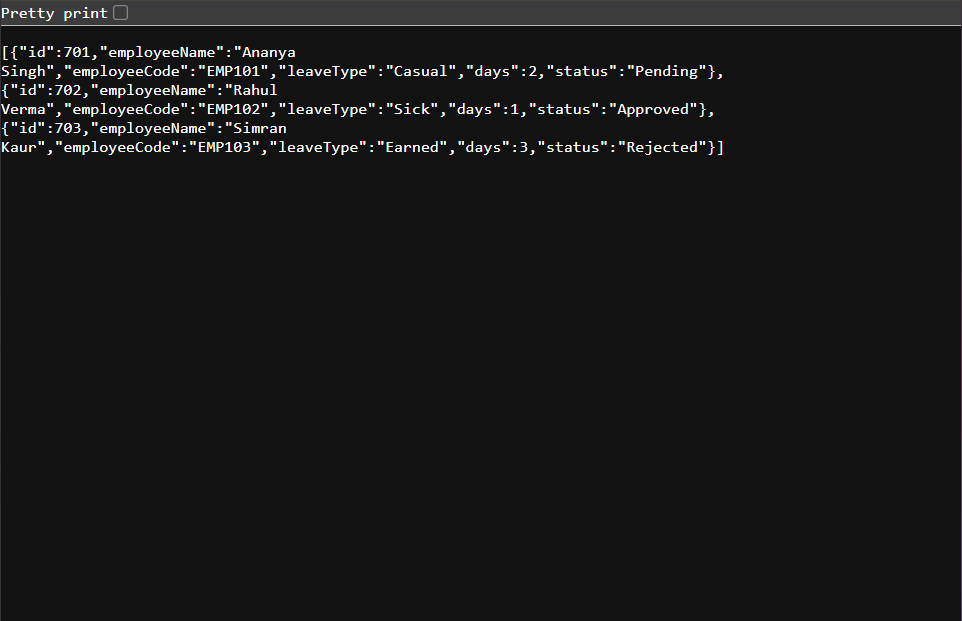 Pretty print
[{"id":701,"employeeName":"Ananya
Singh","employeeCode":"EMP101","leaveType":"Casual","days":2,"status":"Pending"},
{"id":702,"employeeName":"Rahul
Verma","employeeCode":"EMP102","leaveType":"Sick","days":1,"status":"Approved"},
{"id":703,"employeeName":"Simran
Kaur","employeeCode":"EMP103","leaveType":"Earned","days":3,"status":"Rejected"}]